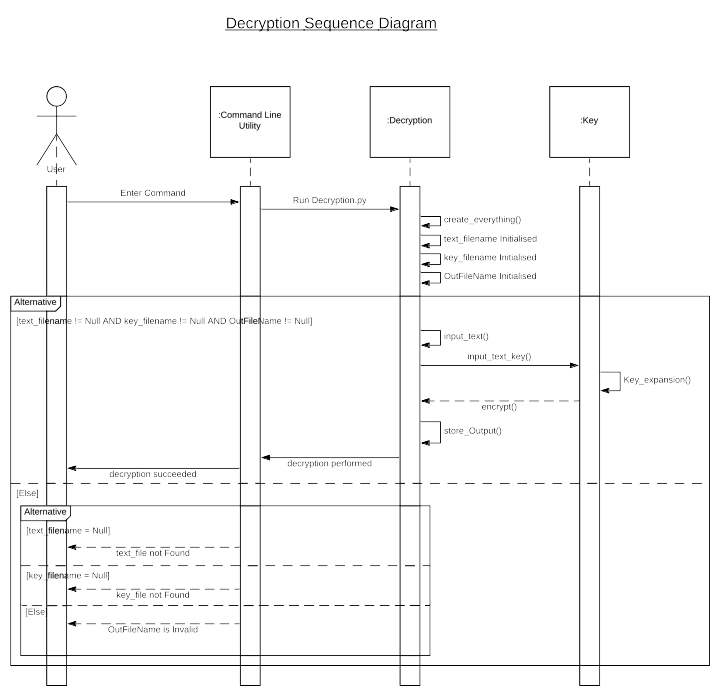 Decryption Sequence Diagram
:Command Line
Utility
:Decryption
:Key
User
Enter Command
Run Decryption.py
create_everything()
text_filename Initialised
key_filename Initialised
OutFileName Initialised
Alternative
[text_filename != Null AND key_filename != Null AND OutFileName != Null]
input_text()
input_text_key()
Key_expansion()
encrypt()
store_Output()
decryption performed
decryption succeeded
[Else]
Alternative
[text_filename = Null]
text_file not Found
[key_filename = Null]
key_file not Found
[Else]
OutFileName is Invalid